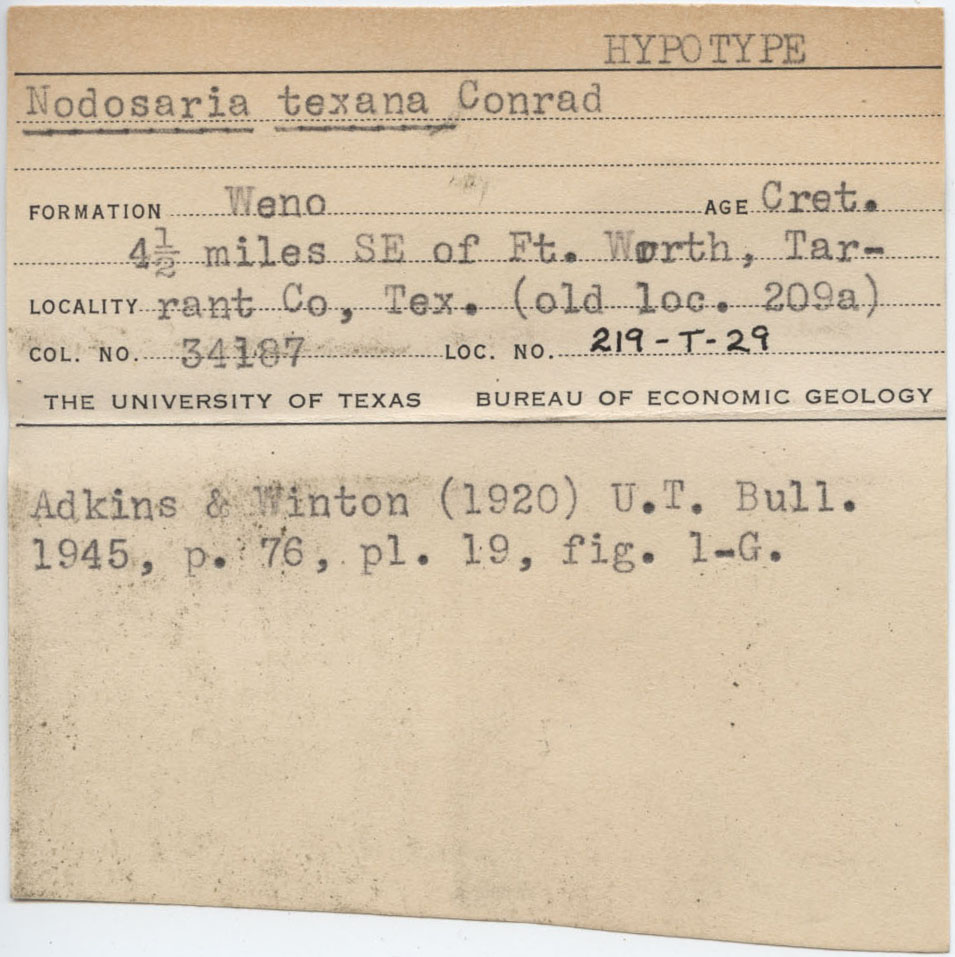 HYPOTYPE
Nodosaria texana Conrad
FORMATION Weno AGE Cret.
4½ miles SE of Ft. Worth, Tar-
LOCALITY rant Co, Tex. (old loc. 209a)
COL. NO. 34187 LOC. NO. 219-T-29
THE UNIVERSITY OF TEXAS BUREAU OF ECONOMIC GEOLOGY
Adkins & Winton (1920) U.T. Bull.
1945, p. 76, pl. 19, fig. 1-G.